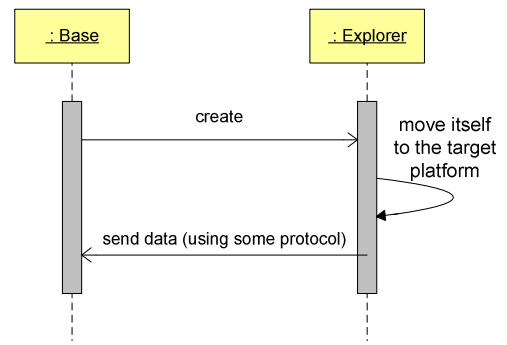 : Base
: Explorer
create
move itself
to the target
platform
send data (using some protocol)